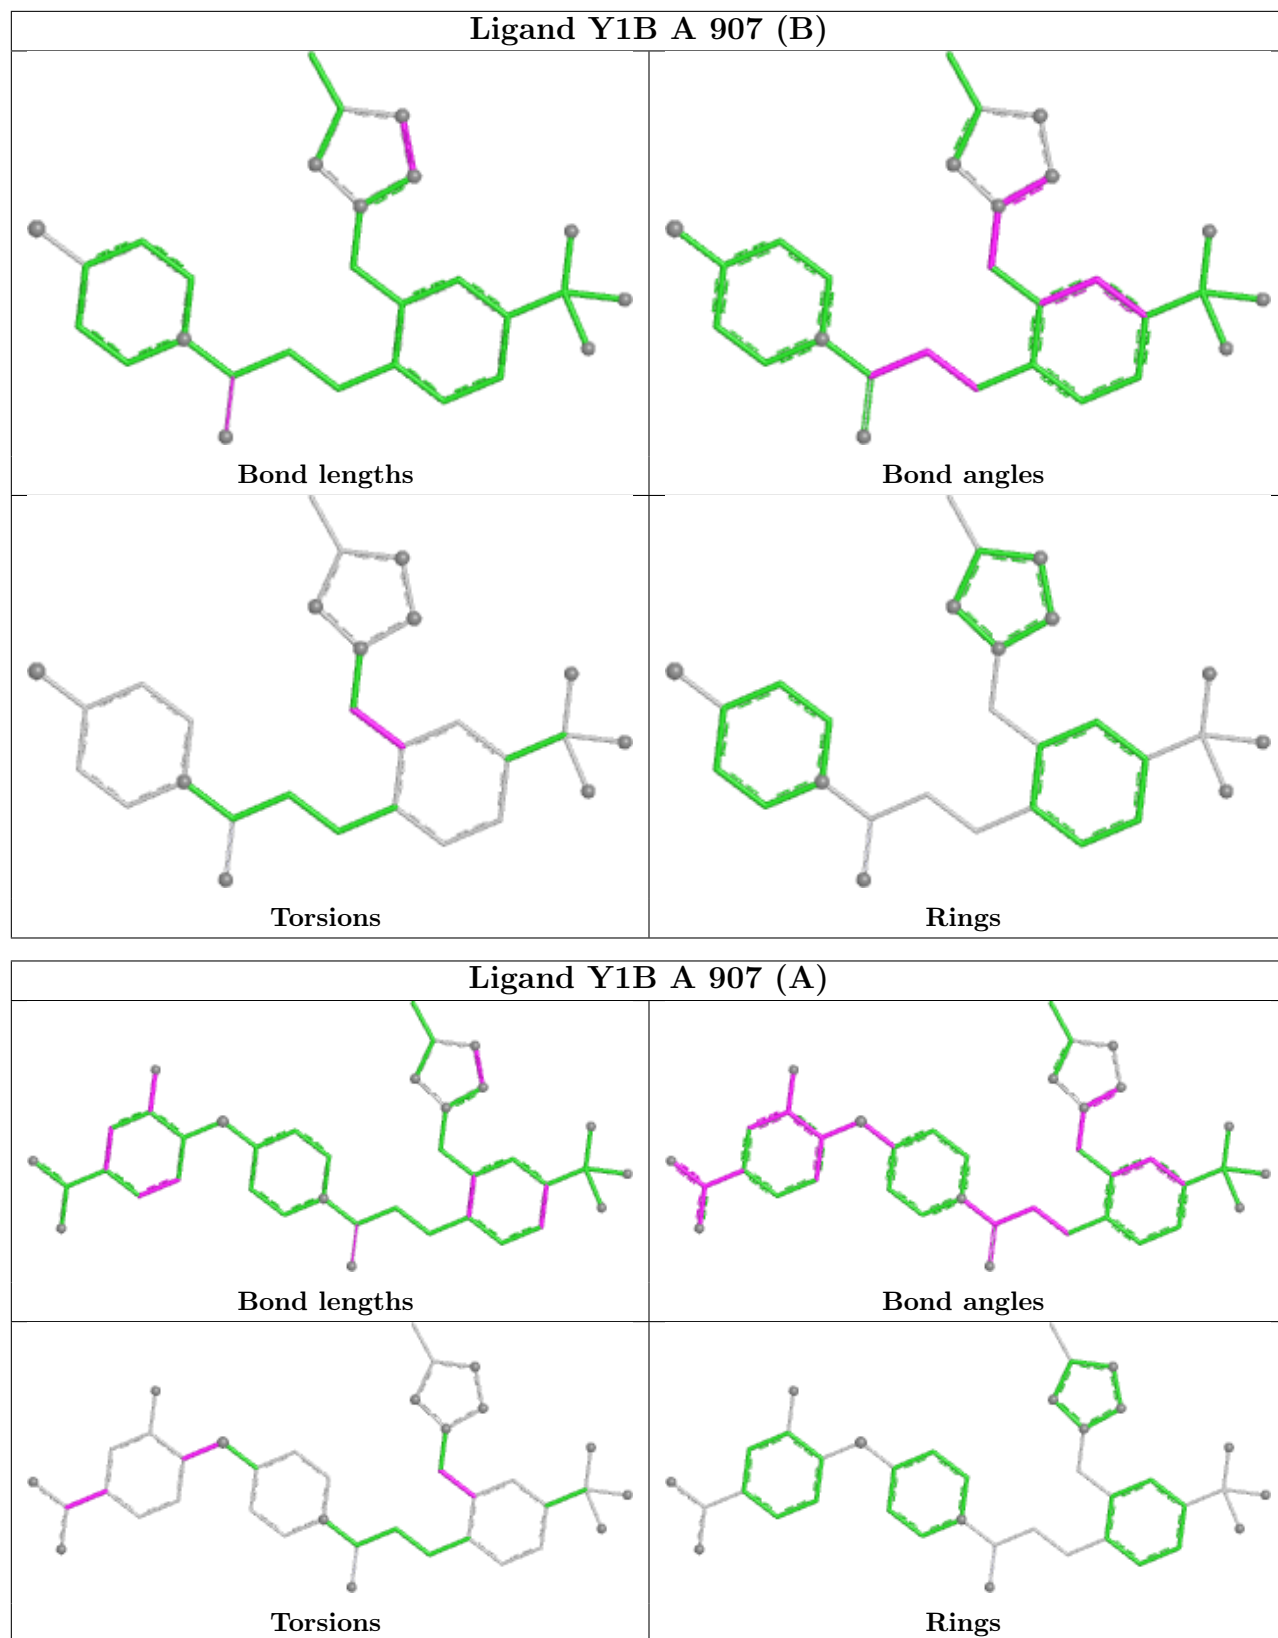 Ligand Y1B A 907 (B)
Bond lengths
Bond angles
Torsions
Rings
Ligand Y1B A 907 (A)
Bond lengths
Bond angles
Torsions
Rings